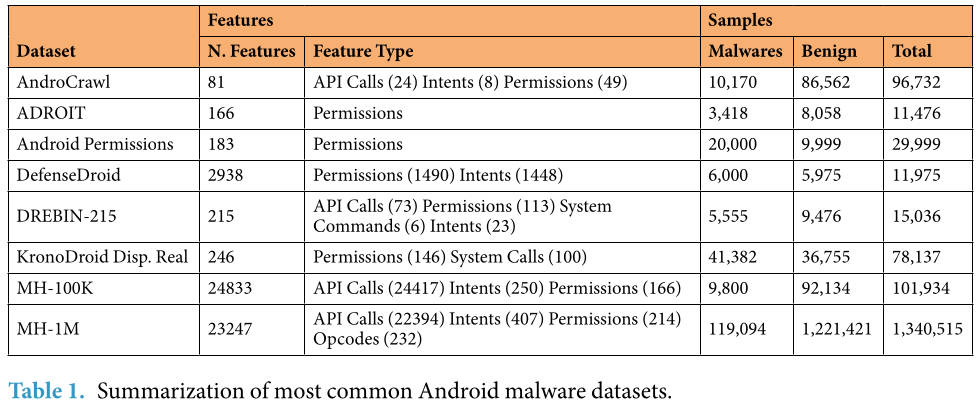 Features Samples
Dataset N. Features Feature Type Malwares Benign Total
AndroCrawl 81 API Calls (24) Intents (8) Permissions (49) 10,170 86,562 96,732
ADROIT 166 Permissions 3,418 8,058 11,476
Android Permissions 183 Permissions 20,000 9,999 29,999
DefenseDroid 2938 Permissions (1490) Intents (1448) 6,000 5,975 11,975
DREBIN-215 215 API Calls (73) Permissions (113) System
Commands (6) Intents (23) 5,555 9,476 15,036
KronoDroid Disp. Real 246 Permissions (146) System Calls (100) 41,382 36,755 78,137
MH-100K 24833 API Calls (24417) Intents (250) Permissions (166) 9,800 92,134 101,934
MH-1M 23247 API Calls (22394) Intents (407) Permissions (214)
Opcodes (232) 119,094 1,221,421 1,340,515
Table 1. Summarization of most common Android malware datasets.